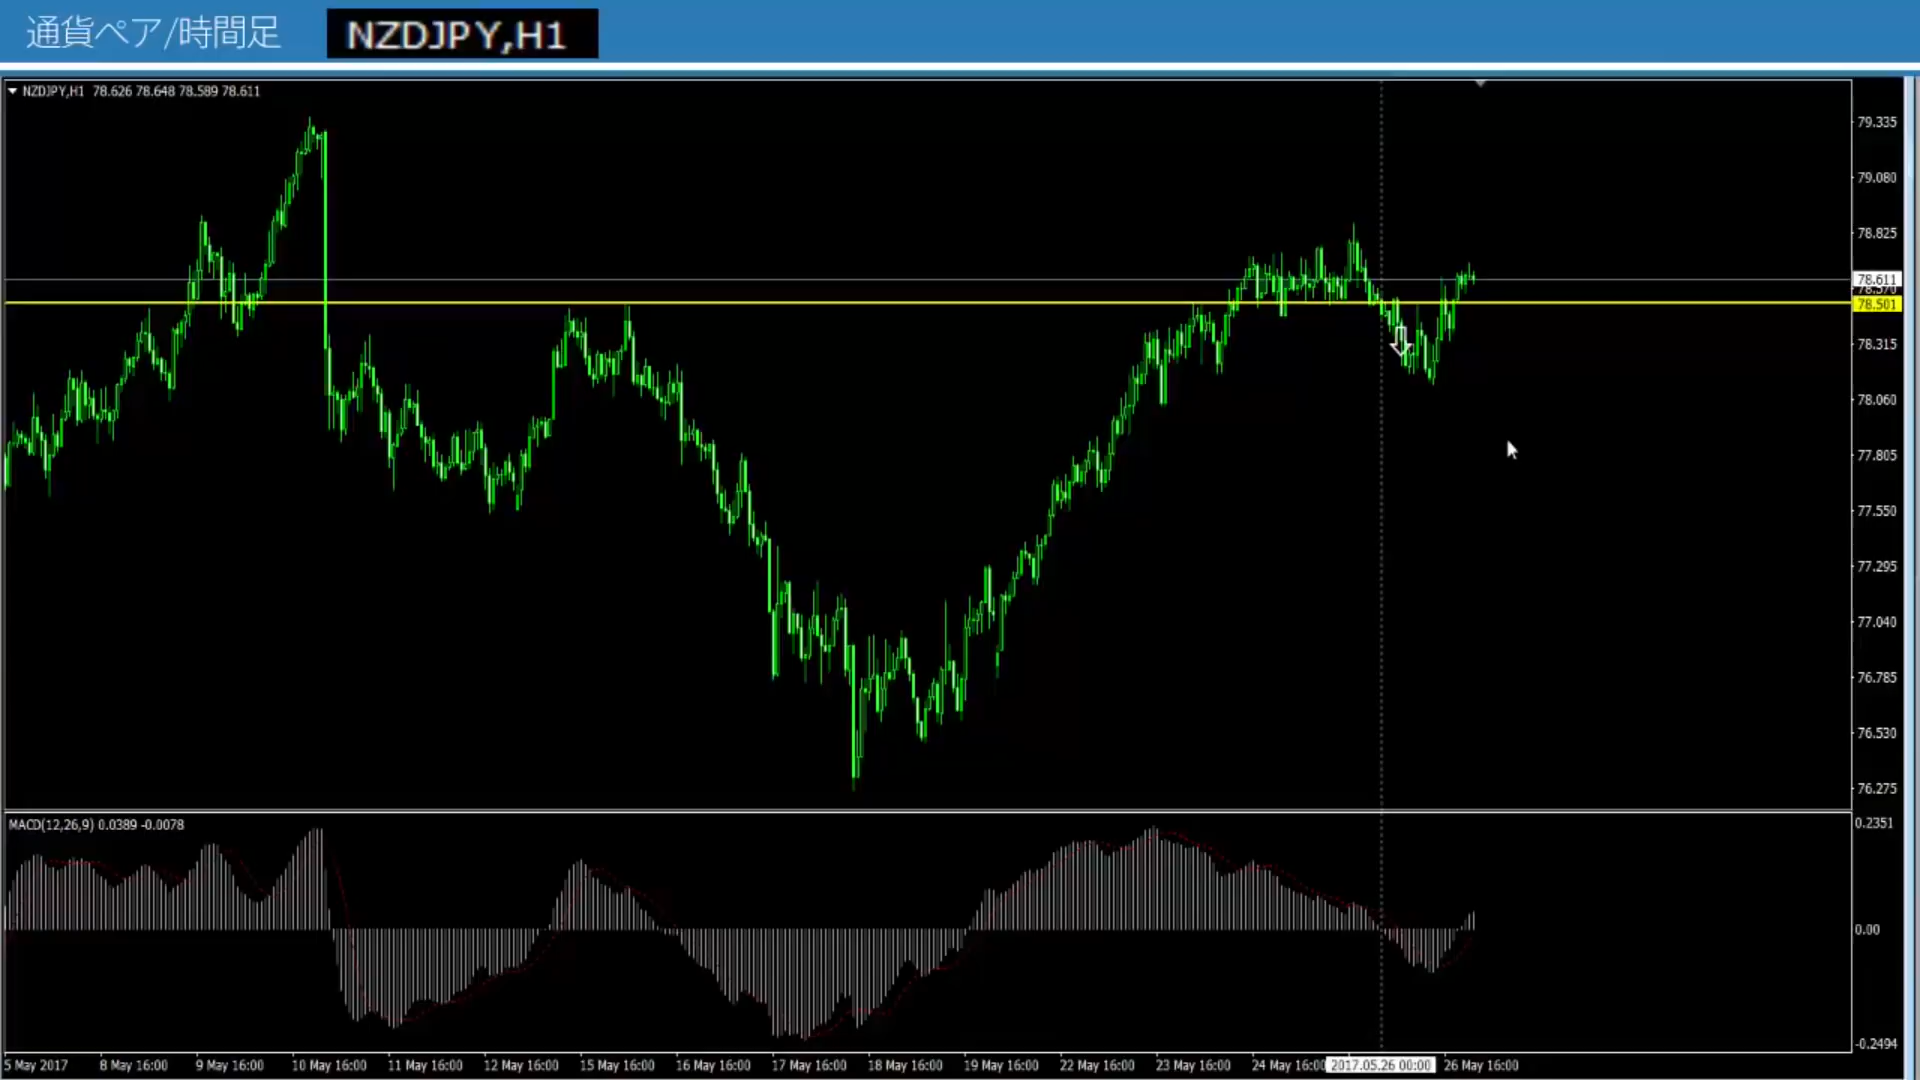 通貨ペア/時間足
NZDJPY,H1
NZDJPY,H1 78.626 78.648 78.589 78.611
79.335
79.080
78.825
78.611
78.570
78.501
78.315
78.060
77.805
77.550
77.295
77.040
76.785
76.530
76.275
MACD(12,26,9) 0.0389 -0.0078
0.2351
0.00
-0.2494
5 May 2017
8 May 16:00
9 May 16:00
10 May 16:00
11 May 16:00
12 May 16:00
15 May 16:00
16 May 16:00
17 May 16:00
18 May 16:00
19 May 16:00
22 May 16:00
23 May 16:00
24 May 16:00
2017.05.26 00:00
26 May 16:00